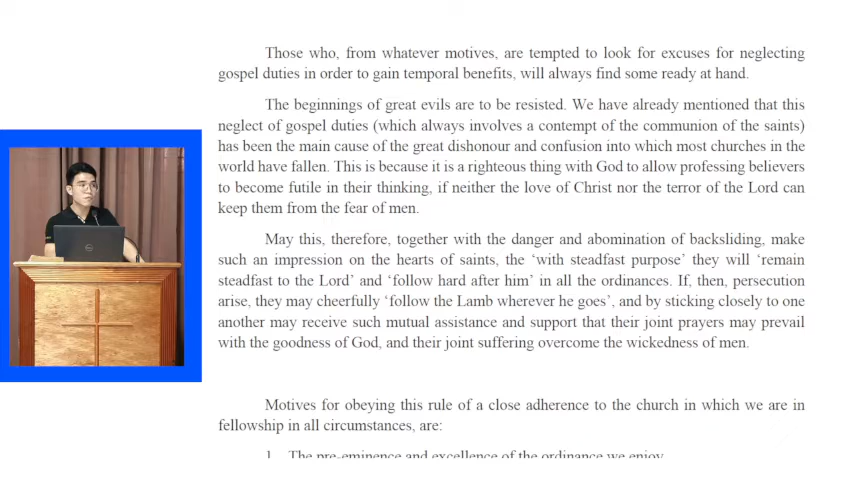 Those who, from whatever motives, are tempted to look for excuses for neglecting
gospel duties in order to gain temporal benefits, will always find some ready at hand.
The beginnings of great evils are to be resisted. We have already mentioned that this
neglect of gospel duties (which always involves a contempt of the communion of the saints)
has been the main cause of the great dishonour and confusion into which most churches in the
world have fallen. This is because it is a righteous thing with God to allow professing believers
to become futile in their thinking, if neither the love of Christ nor the terror of the Lord can
keep them from the fear of men.
May this, therefore, together with the danger and abomination of backsliding, make
such an impression on the hearts of saints, the ‘with steadfast purpose’ they will ‘remain
steadfast to the Lord’ and ‘follow hard after him’ in all the ordinances. If, then, persecution
arise, they may cheerfully ‘follow the Lamb wherever he goes’, and by sticking closely to one
another may receive such mutual assistance and support that their joint prayers may prevail
with the goodness of God, and their joint suffering overcome the wickedness of men.
Motives for obeying this rule of a close adherence to the church in which we are in
fellowship in all circumstances, are:
1. The pre-eminence and excellence of the ordinance we enjoy